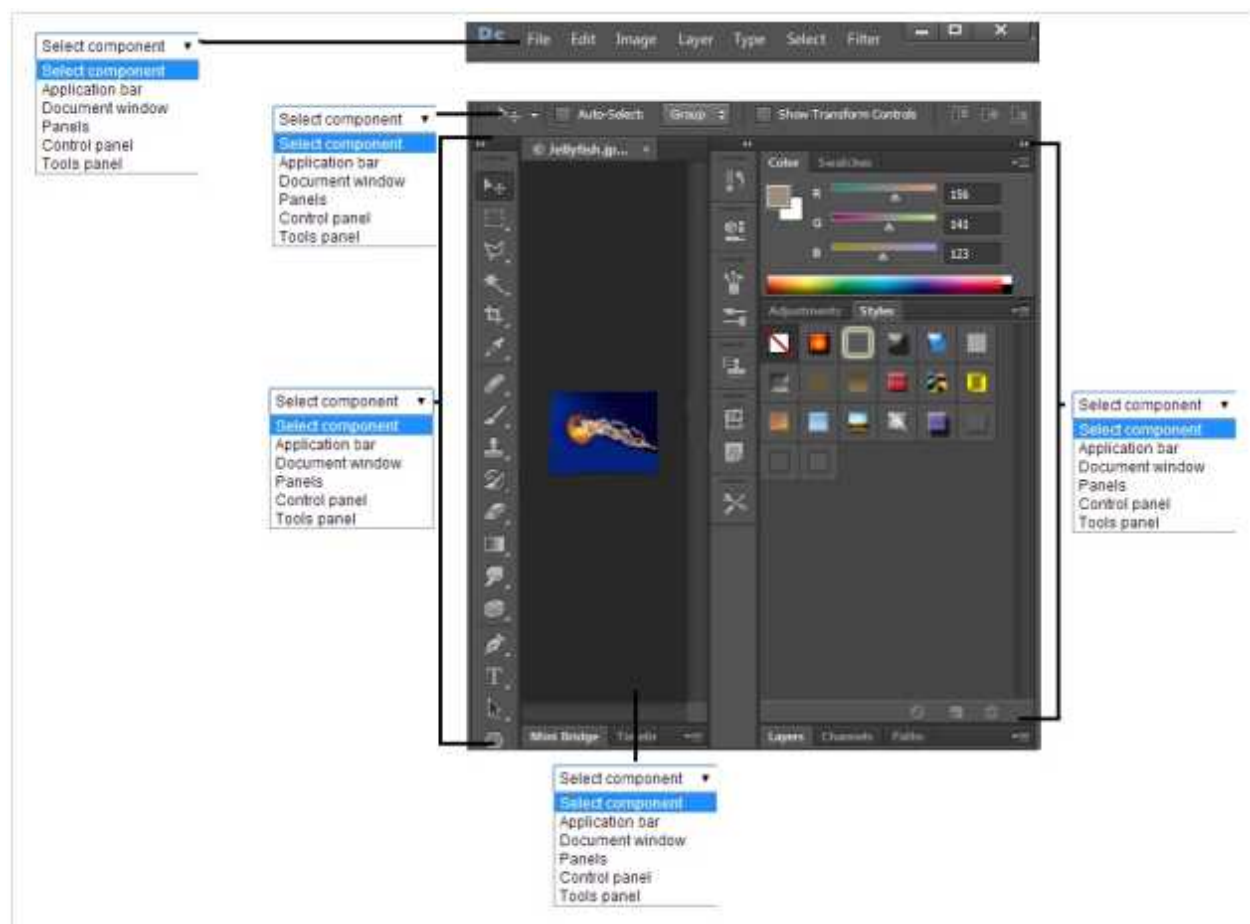 Select component
Select component
Application bar
Document window
Panels
Control panel
Tools panel
Ps File Edit Image Layer Type Select Filter
Select component
Select component
Application bar
Document window
Panels
Control panel
Tools panel
Auto-Select: Group Show Transform Controls
© Jellyfish.jp... ×
Color Swatches
R 156
G 141
B 123
Adjustments Styles
Select component
Select component
Application bar
Document window
Panels
Control panel
Tools panel
Select component
Select component
Application bar
Document window
Panels
Control panel
Tools panel
Mini Bridge
Layers Channels Paths
Select component
Select component
Application bar
Document window
Panels
Control panel
Tools panel